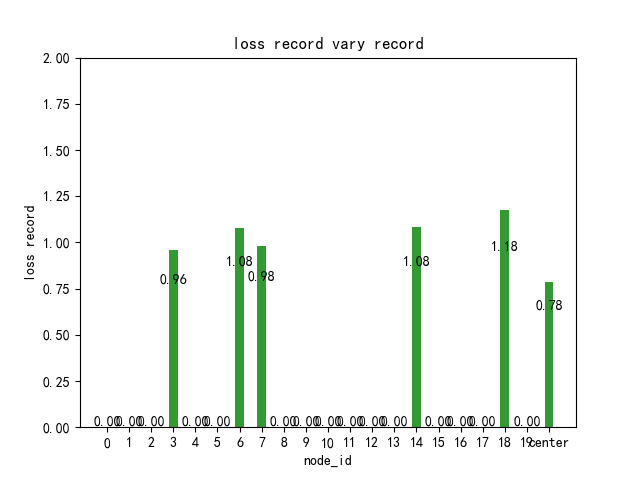 loss record vary record
2.00
1.75
1.50
1.25
1.00
0.75
0.50
0.25
0.00
loss record
0.00 0.00 0.00 0.96 0.00 0.00 1.08 0.98 0.00 0.00 0.00 0.00 0.00 0.00 1.08 0.00 0.00 0.00 1.18 0.00 0.78
0 1 2 3 4 5 6 7 8 9 10 11 12 13 14 15 16 17 18 19 center
node_id